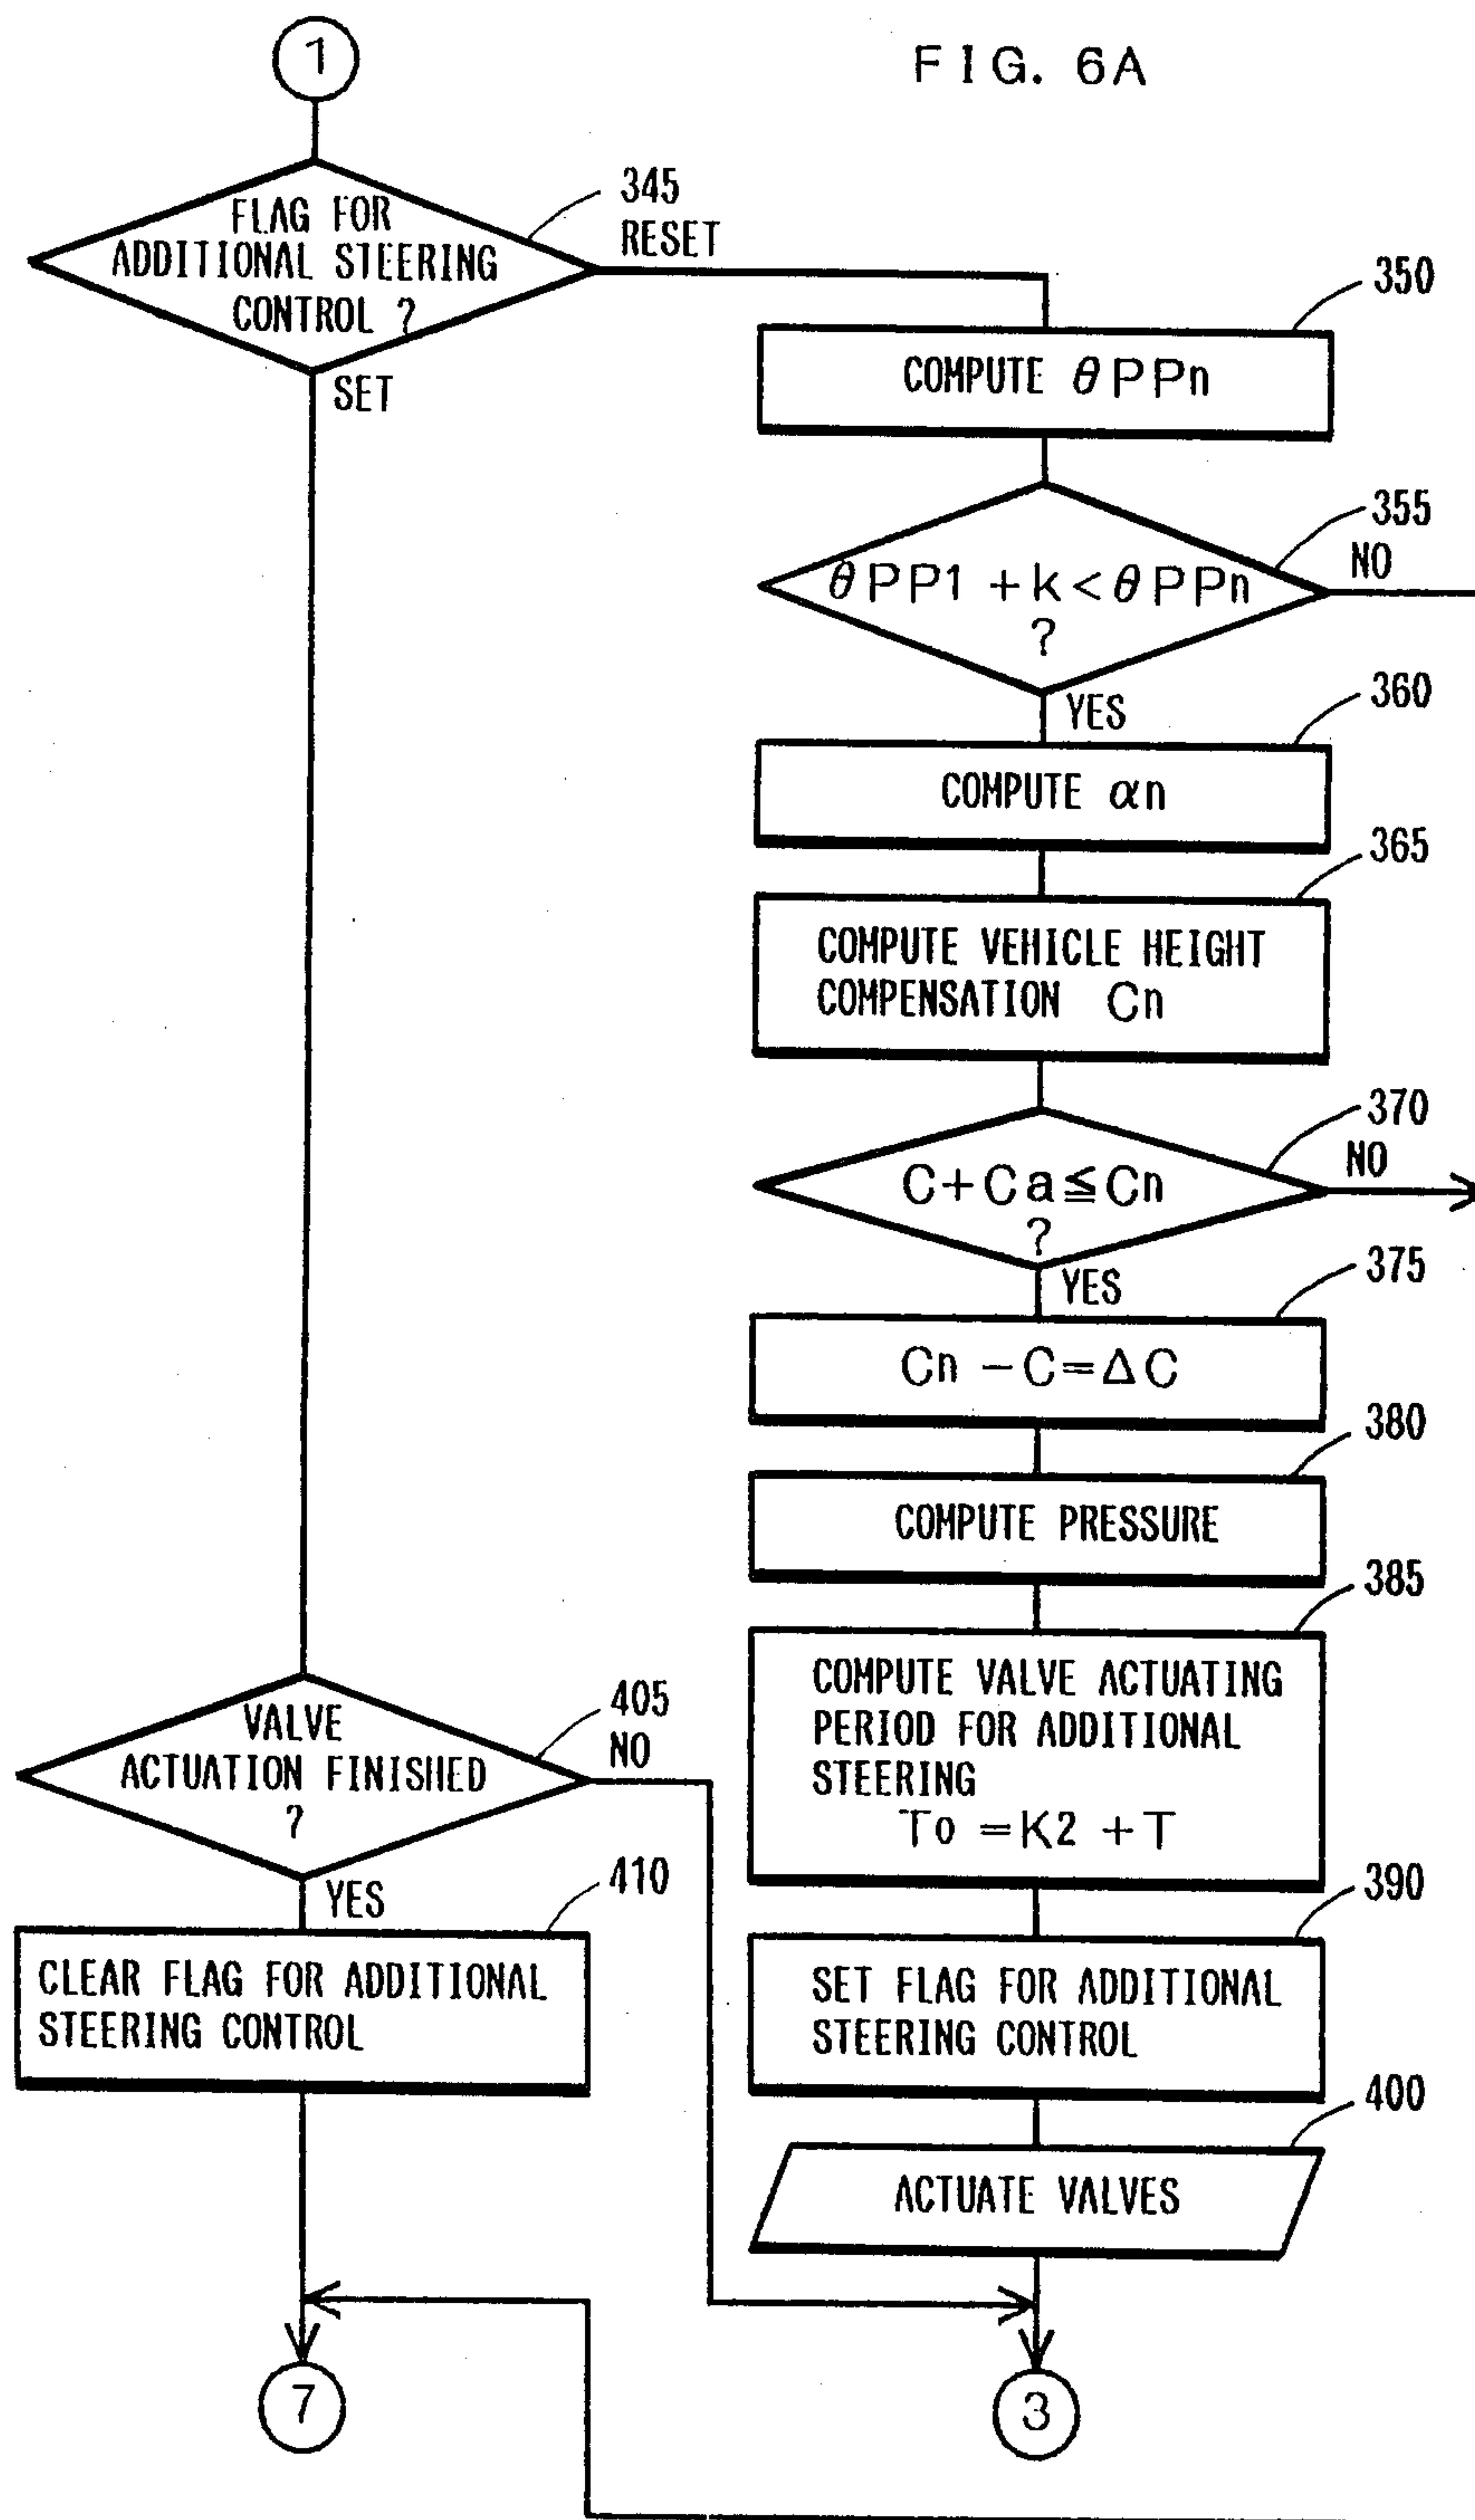 FIG. 6A
1
FLAG FOR
ADDITIONAL STEERING
CONTROL ?
345
RESET
SET
350
COMPUTE θPPn
355
NO
θPP1 +k<θPPn
?
YES
360
COMPUTE αn
365
COMPUTE VEHICLE HEIGHT
COMPENSATION Cn
370
NO
C+Ca≦Cn
?
YES
375
Cn -C=ΔC
380
COMPUTE PRESSURE
385
COMPUTE VALVE ACTUATING
PERIOD FOR ADDITIONAL
STEERING
To =K2 +T
390
SET FLAG FOR ADDITIONAL
STEERING CONTROL
400
ACTUATE VALVES
3
VALVE
ACTUATION FINISHED
?
405
NO
YES
410
CLEAR FLAG FOR ADDITIONAL
STEERING CONTROL
7